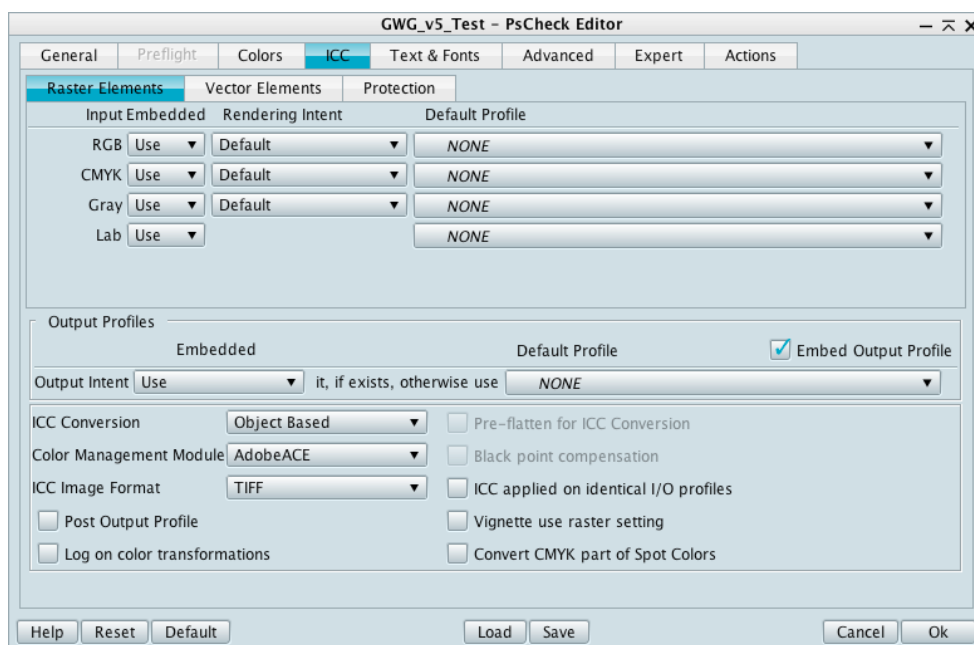 GWG_v5_Test - PsCheck Editor
General Preflight Colors ICC Text & Fonts Advanced Expert Actions
Raster Elements Vector Elements Protection
Input Embedded Rendering Intent Default Profile
RGB Use Default NONE
CMYK Use Default NONE
Gray Use Default NONE
Lab Use NONE
Output Profiles
Embedded Default Profile Embed Output Profile
Output Intent Use it, if exists, otherwise use NONE
ICC Conversion Object Based Pre-flatten for ICC Conversion
Color Management Module AdobeACE Black point compensation
ICC Image Format TIFF ICC applied on identical I/O profiles
Post Output Profile Vignette use raster setting
Log on color transformations Convert CMYK part of Spot Colors
Help Reset Default Load Save Cancel Ok